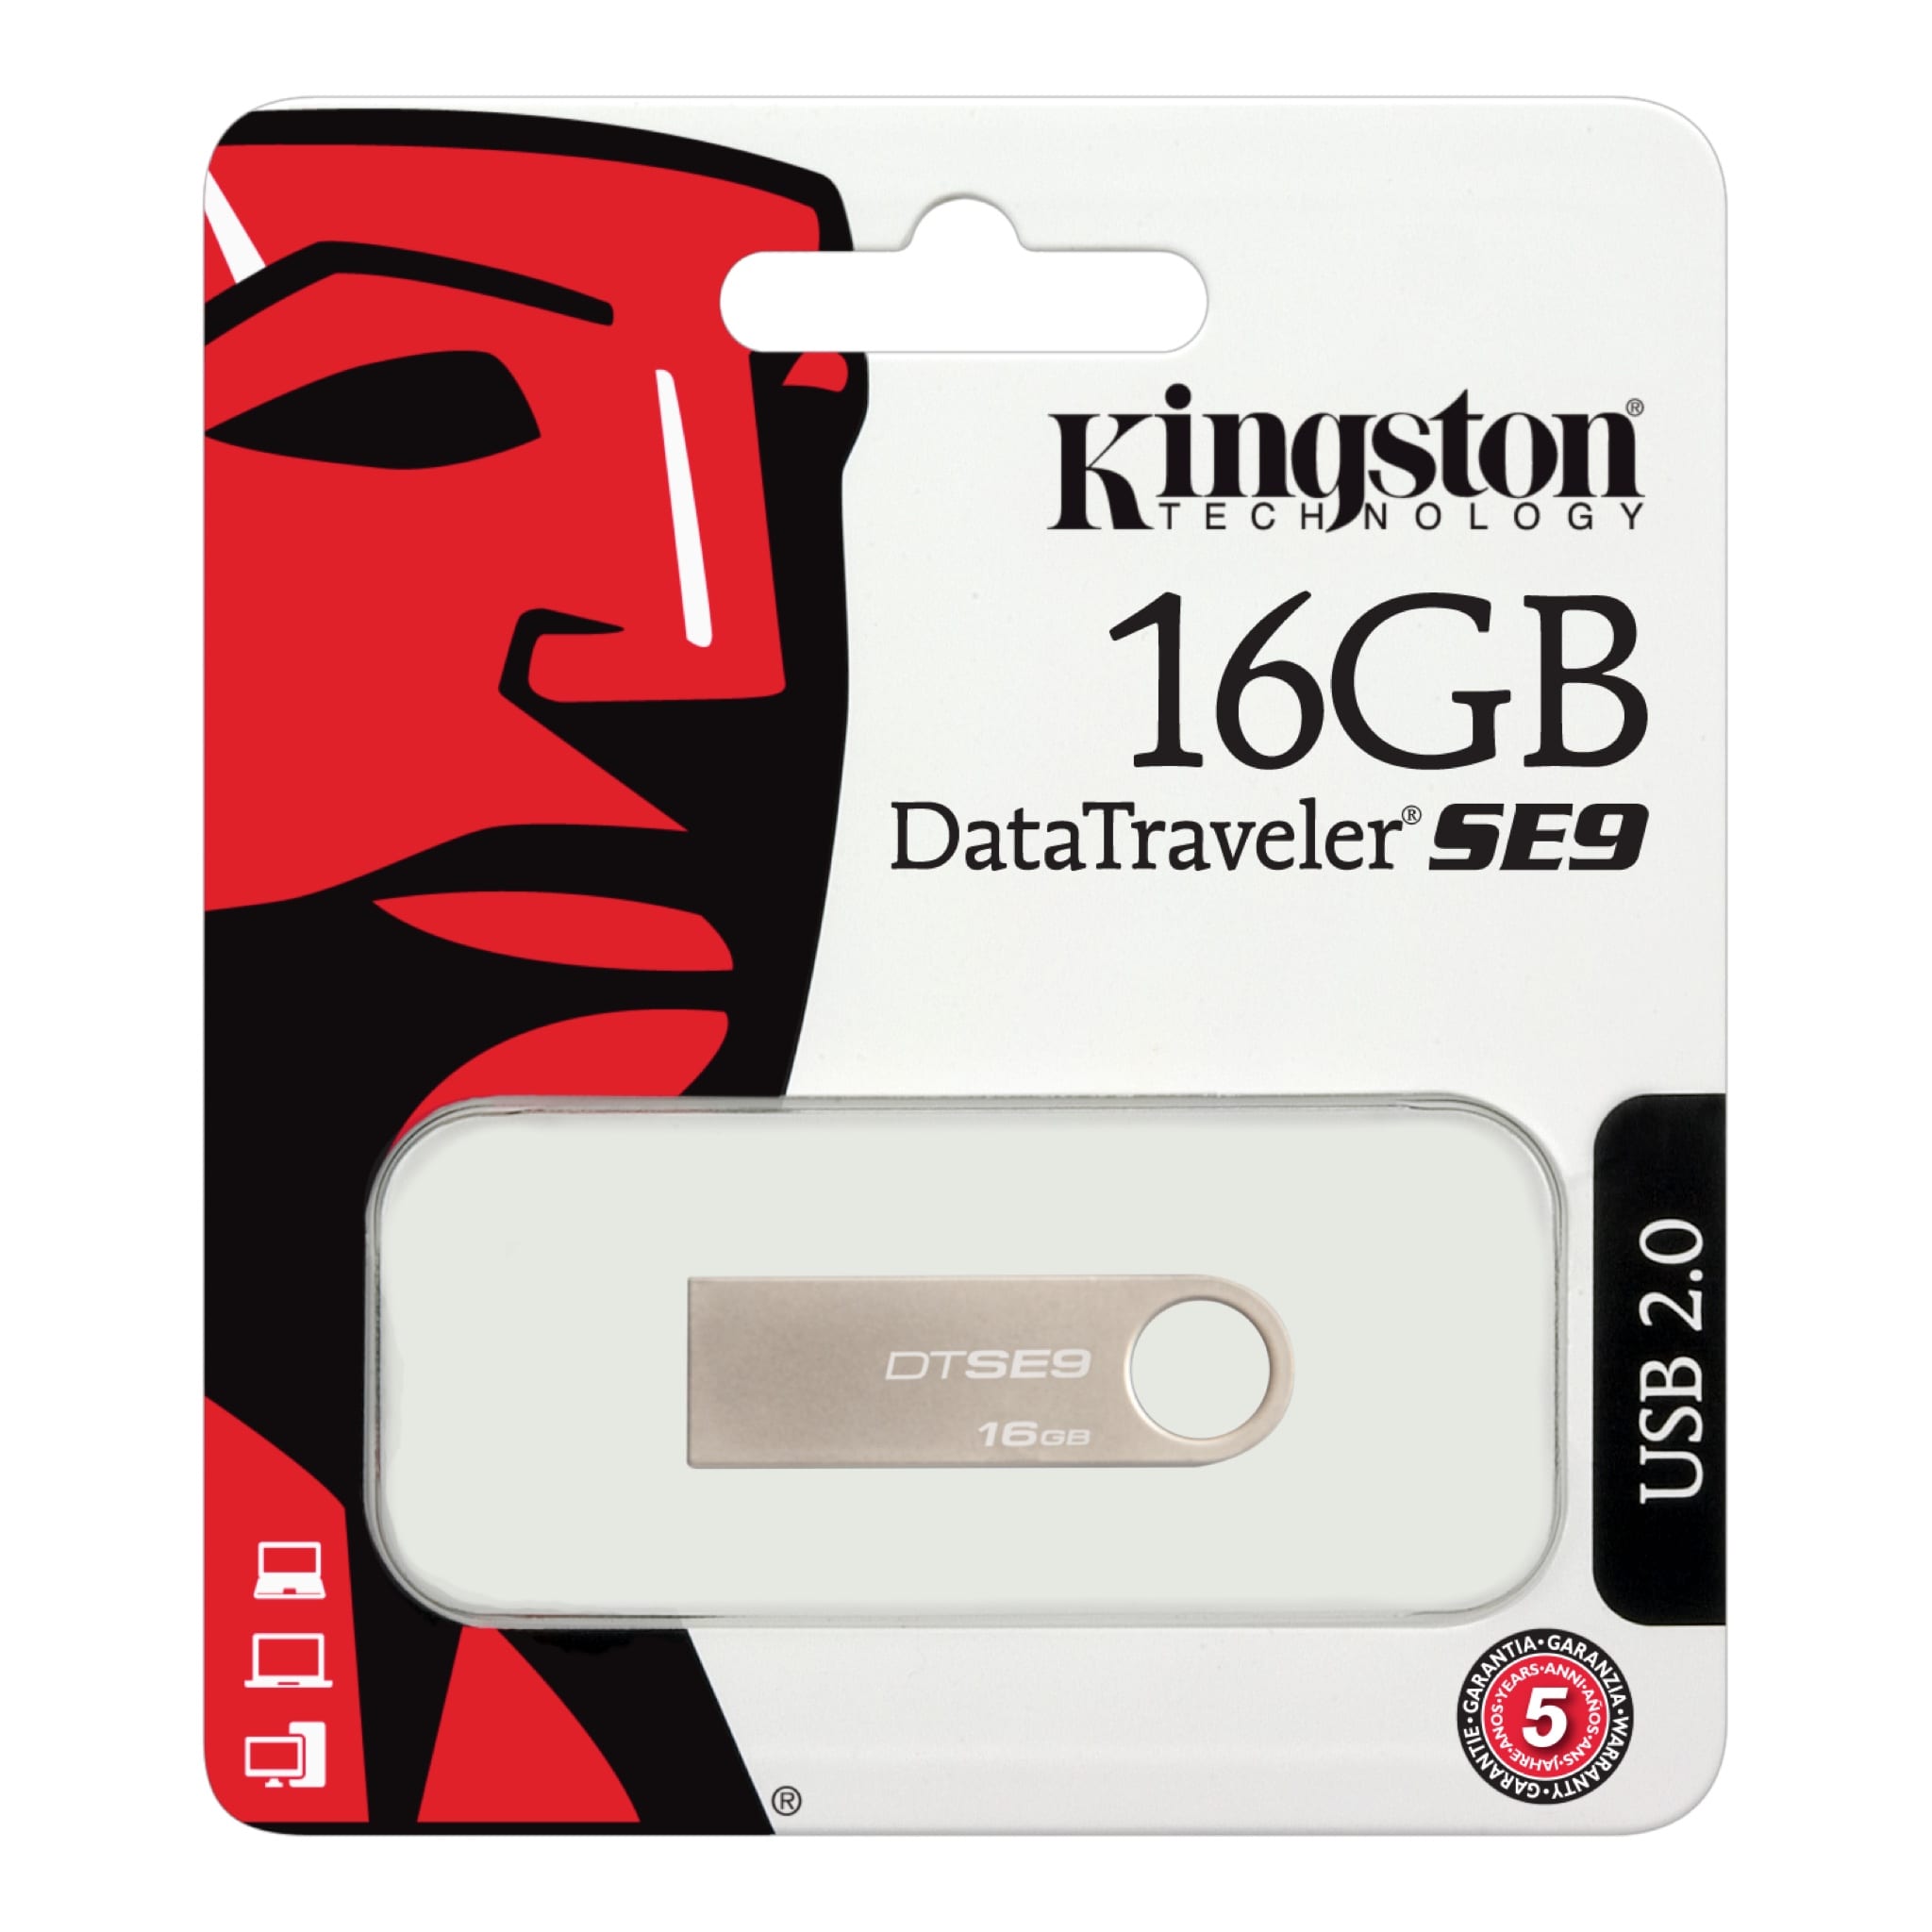 Kingston®
TECHNOLOGY
16GB
DataTraveler® SE9
DTSE9
16GB
USB 2.0
GARANTIA·GARANZIA·WARRANTY·GARANTIE·
YEARS·ANNI·AÑOS·ANS·JAHRE·ANOS·
5
®